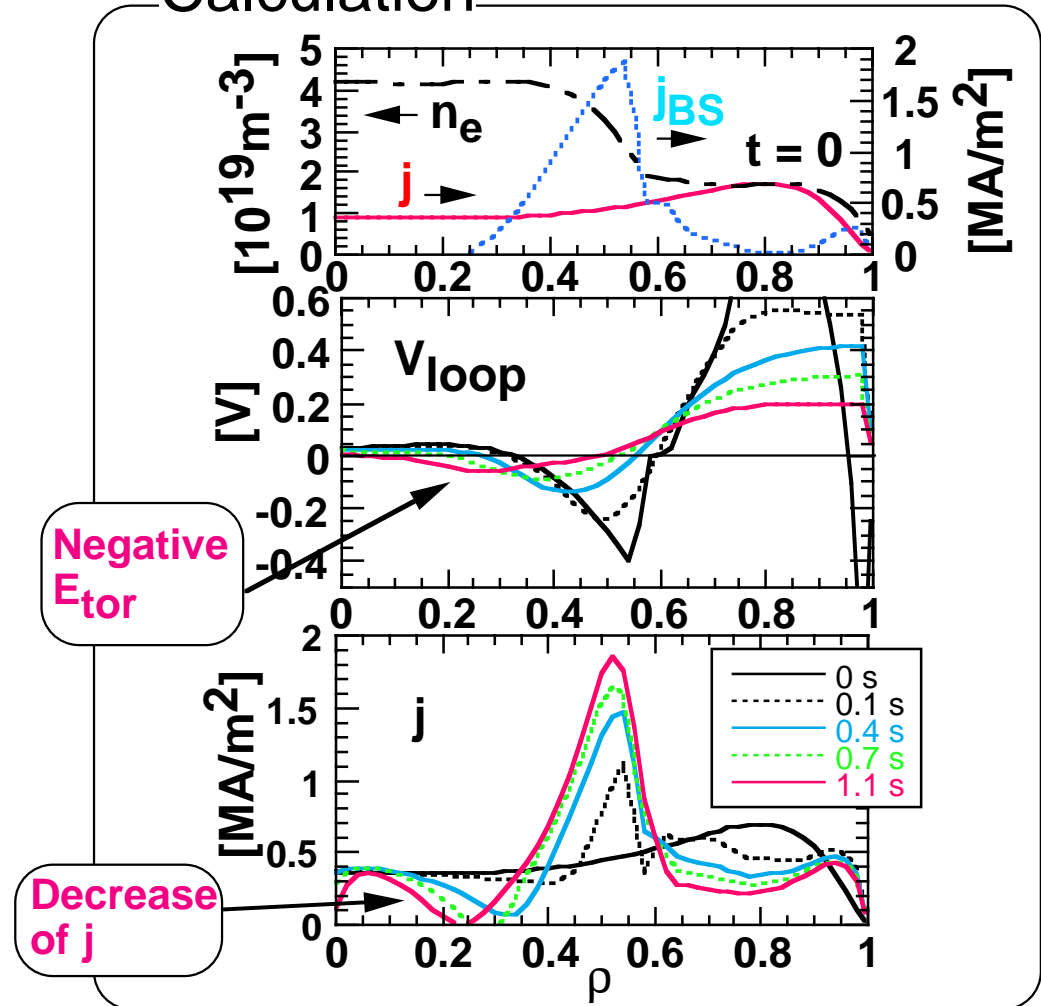 Calculation
5
4
3
2
1
0
[10^19 m^-3]
n_e
j_BS
j
t = 0
2
1.5
1
0.5
0
[MA/m^2]
0 0.2 0.4 0.6 0.8 1
0.6
0.4
0.2
0
-0.2
-0.4
[V]
V_loop
Negative
E_tor
0 0.2 0.4 0.6 0.8 1
2
1.5
1
0.5
0
[MA/m^2]
j
0 s
0.1 s
0.4 s
0.7 s
1.1 s
Decrease
of j
0 0.2 0.4 0.6 0.8 1
ρ